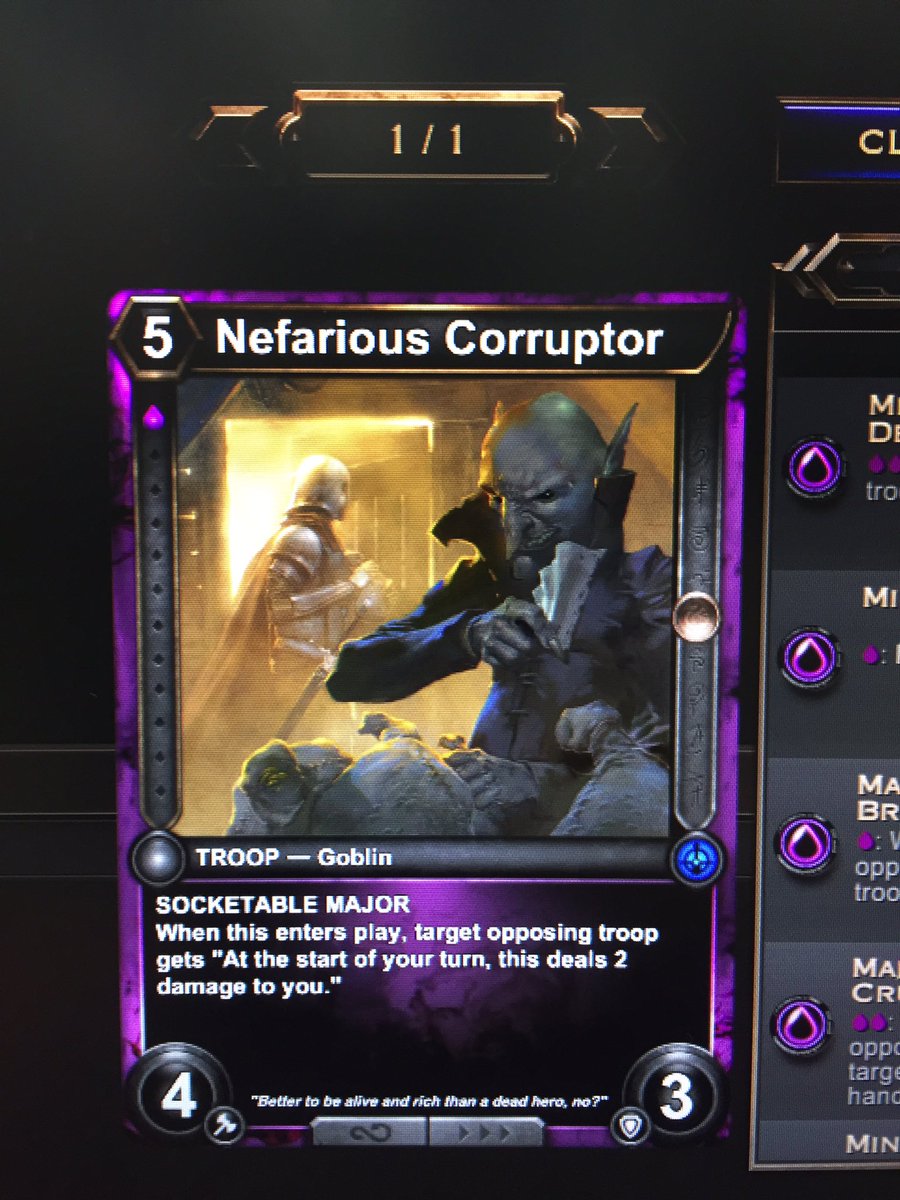 1 / 1
5
Nefarious Corruptor
TROOP — Goblin
SOCKETABLE MAJOR
When this enters play, target opposing troop
gets "At the start of your turn, this deals 2
damage to you."
4
"Better to be alive and rich than a dead hero, no?"
3